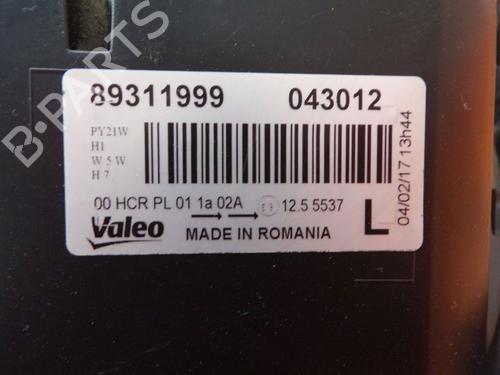 B-PARTS
89311999 043012
PY21W
H1
W 5 W
H 7
00 HCR PL 01 1a 02A 12.5 5537
Valeo MADE IN ROMANIA L
04/02/17 13h44